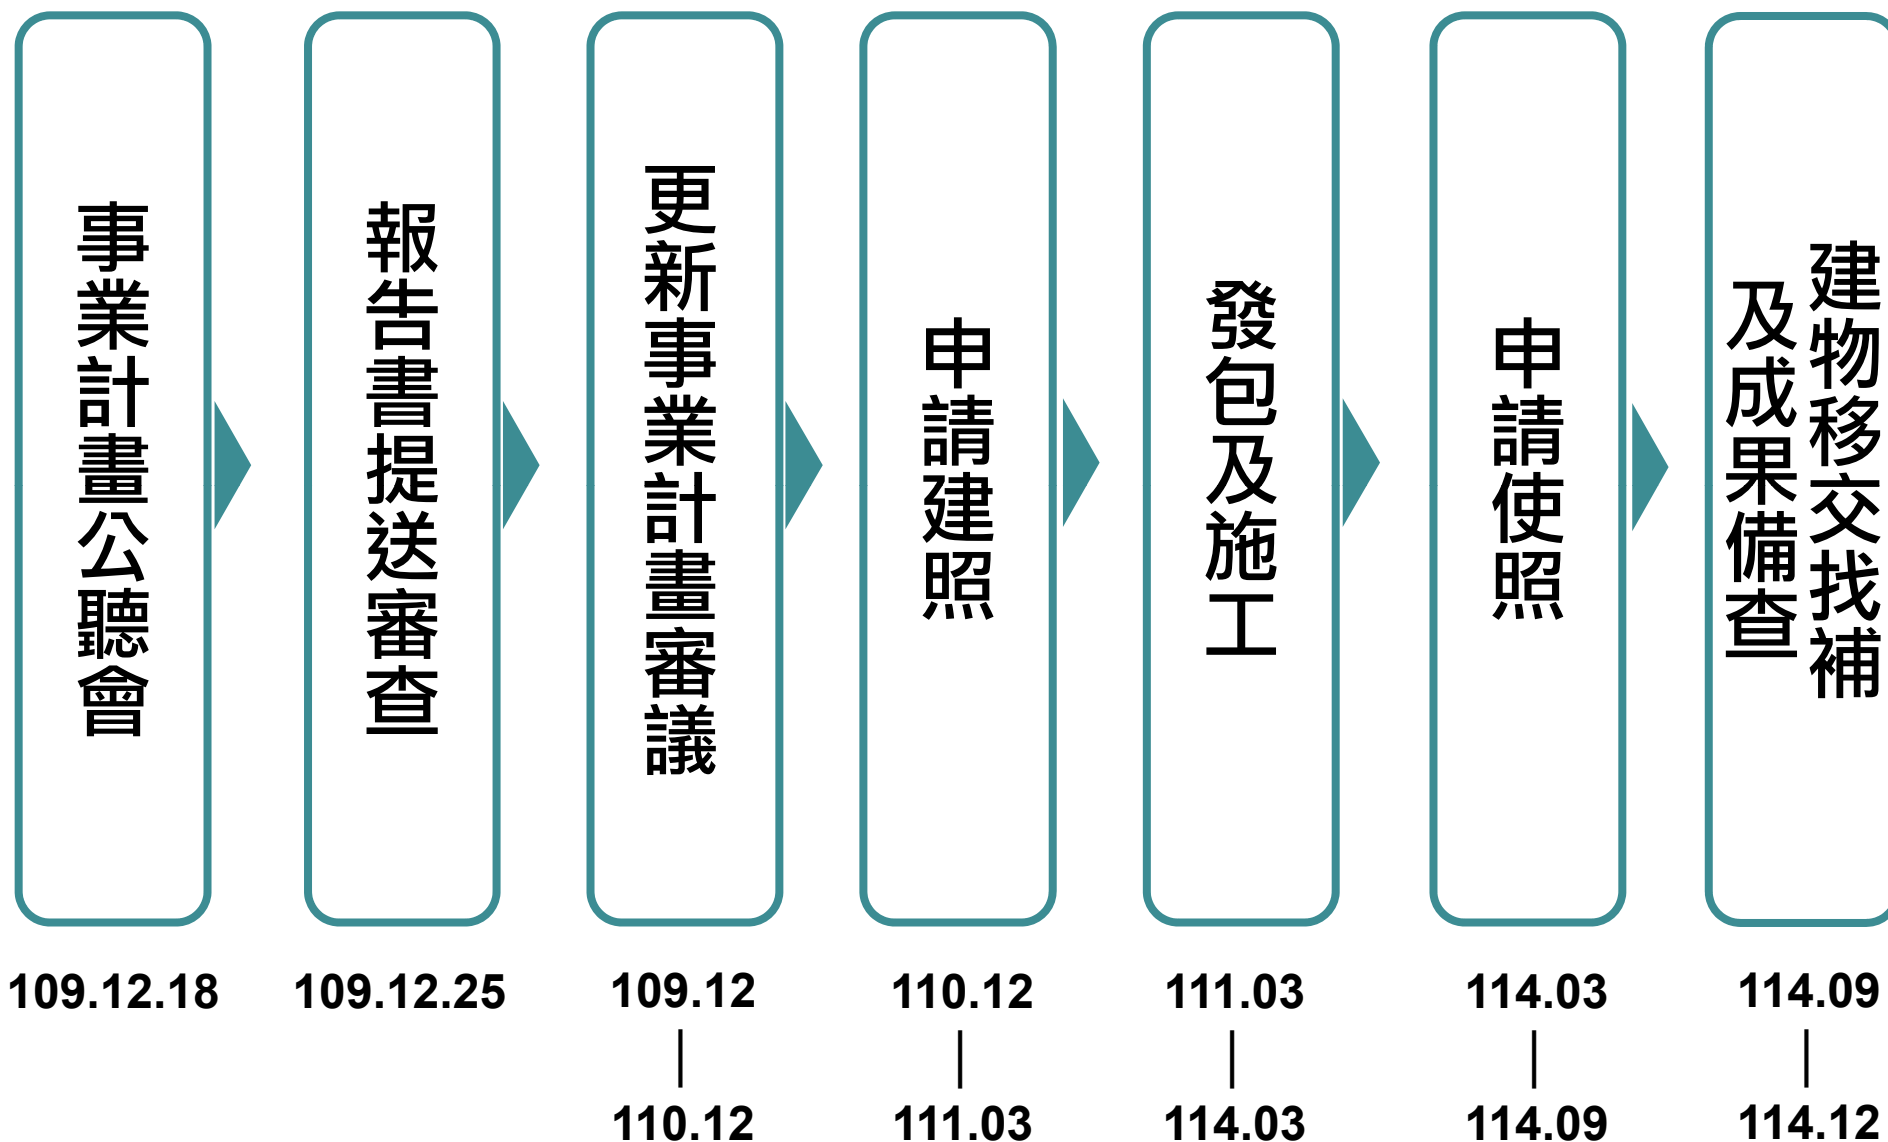 事業計畫公聽會
報告書提送審查
更新事業計畫審議
申請建照
發包及施工
申請使照
建物移交找補
及成果備查
109.12.18
109.12.25
109.12
110.12
110.12
111.03
111.03
114.03
114.03
114.09
114.09
114.12